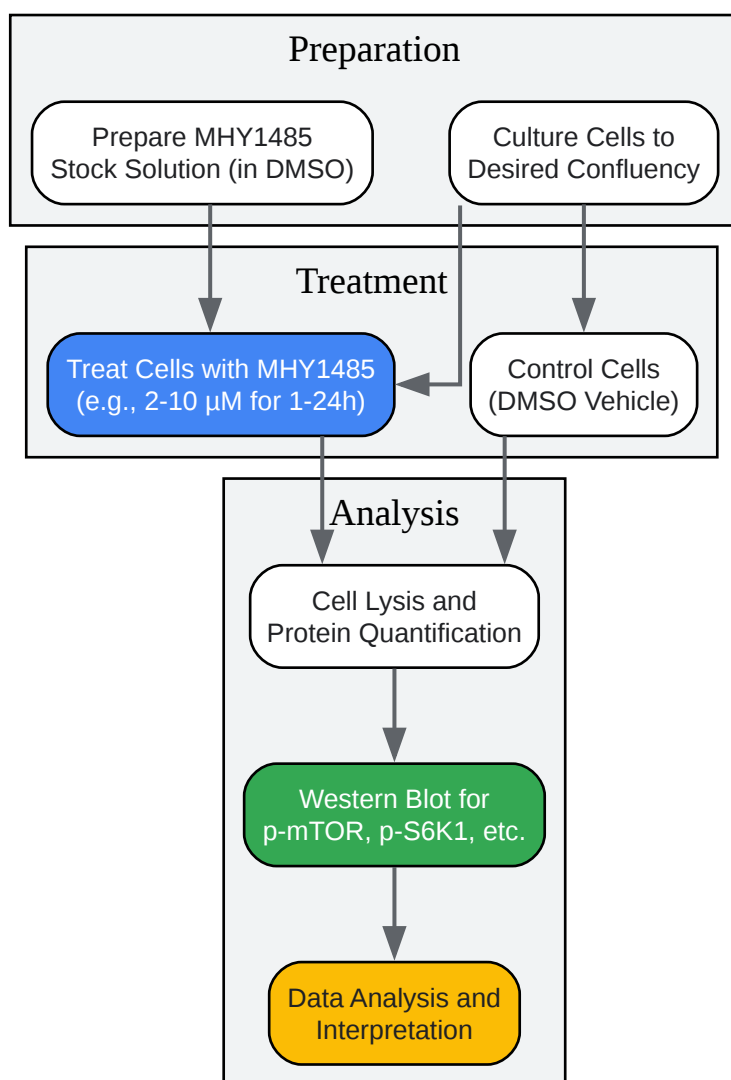 Preparation
Prepare MHY1485
Stock Solution (in DMSO)
Culture Cells to
Desired Confluency
Treatment
Treat Cells with MHY1485
(e.g., 2-10 µM for 1-24h)
Control Cells
(DMSO Vehicle)
Analysis
Cell Lysis and
Protein Quantification
Western Blot for
p-mTOR, p-S6K1, etc.
Data Analysis and
Interpretation